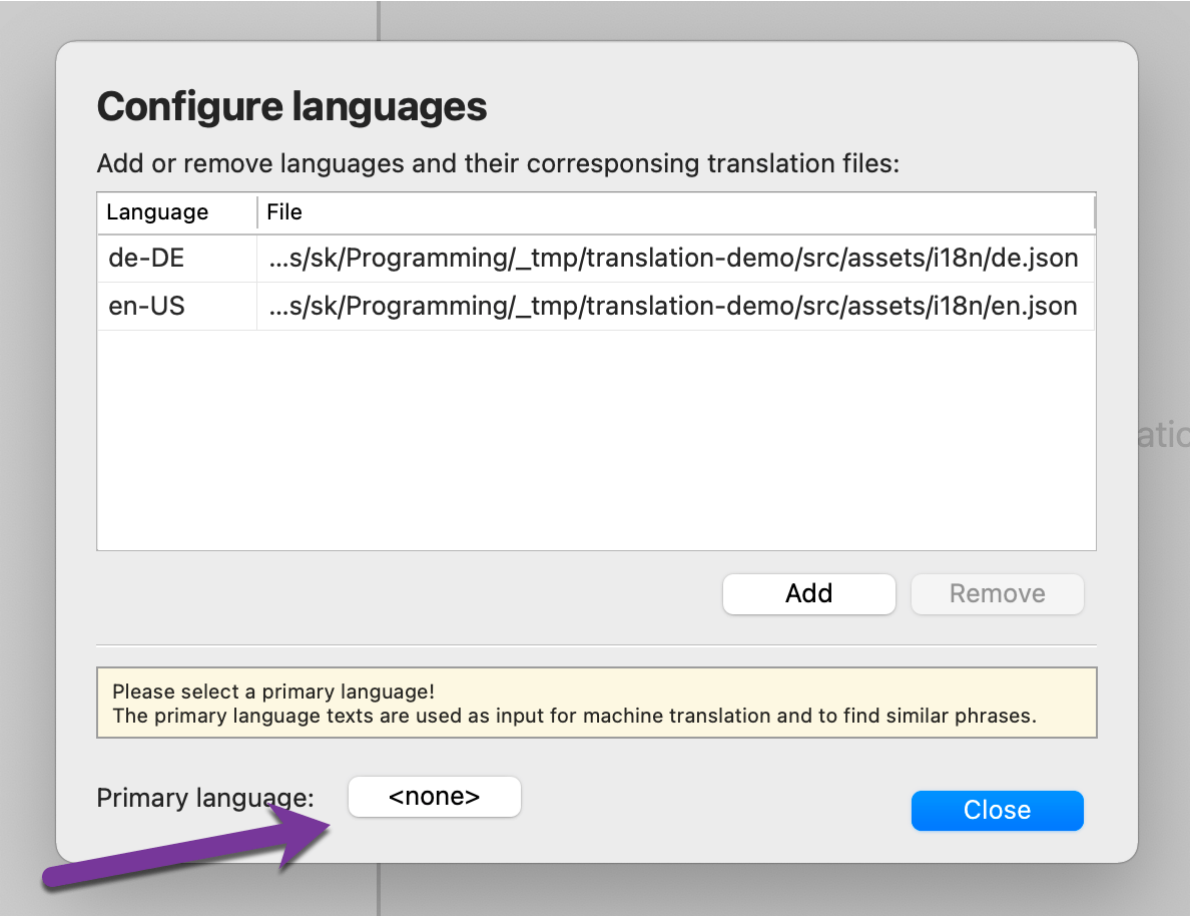 Configure languages
Add or remove languages and their corresponsing translation files:
Language File
de-DE ...s/sk/Programming/_tmp/translation-demo/src/assets/i18n/de.json
en-US ...s/sk/Programming/_tmp/translation-demo/src/assets/i18n/en.json
atic
Add Remove
Please select a primary language!
The primary language texts are used as input for machine translation and to find similar phrases.
Primary language: <none>
Close